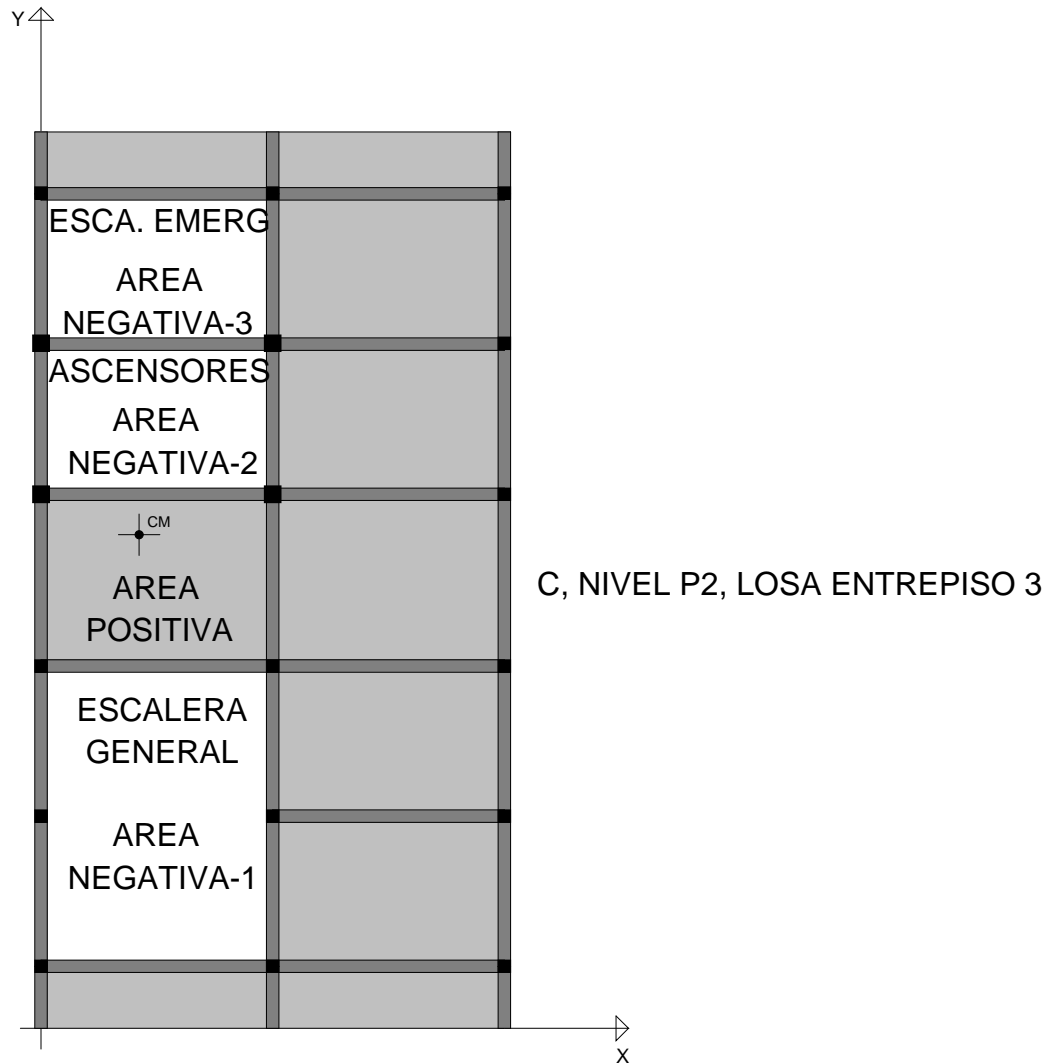 Y
ESCA. EMERG
AREA
NEGATIVA-3
ASCENSORES
AREA
NEGATIVA-2
CM
AREA
POSITIVA
C, NIVEL P2, LOSA ENTREPISO 3
ESCALERA
GENERAL
AREA
NEGATIVA-1
X